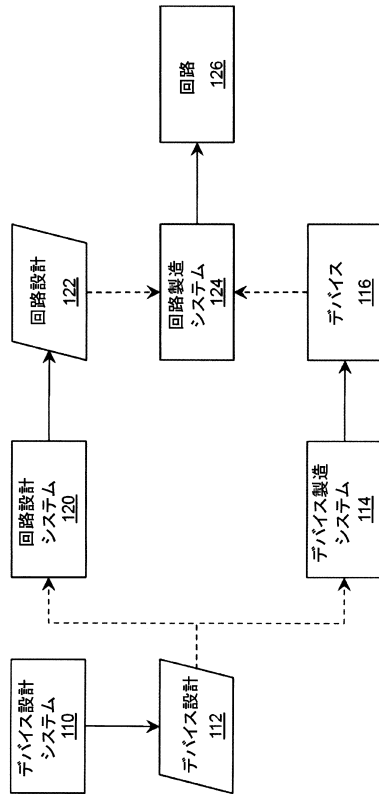 デバイス設計
システム
110
デバイス設計
112
回路設計
システム
120
デバイス製造
システム
114
回路設計
122
回路製造
システム
124
デバイス
116
回路
126